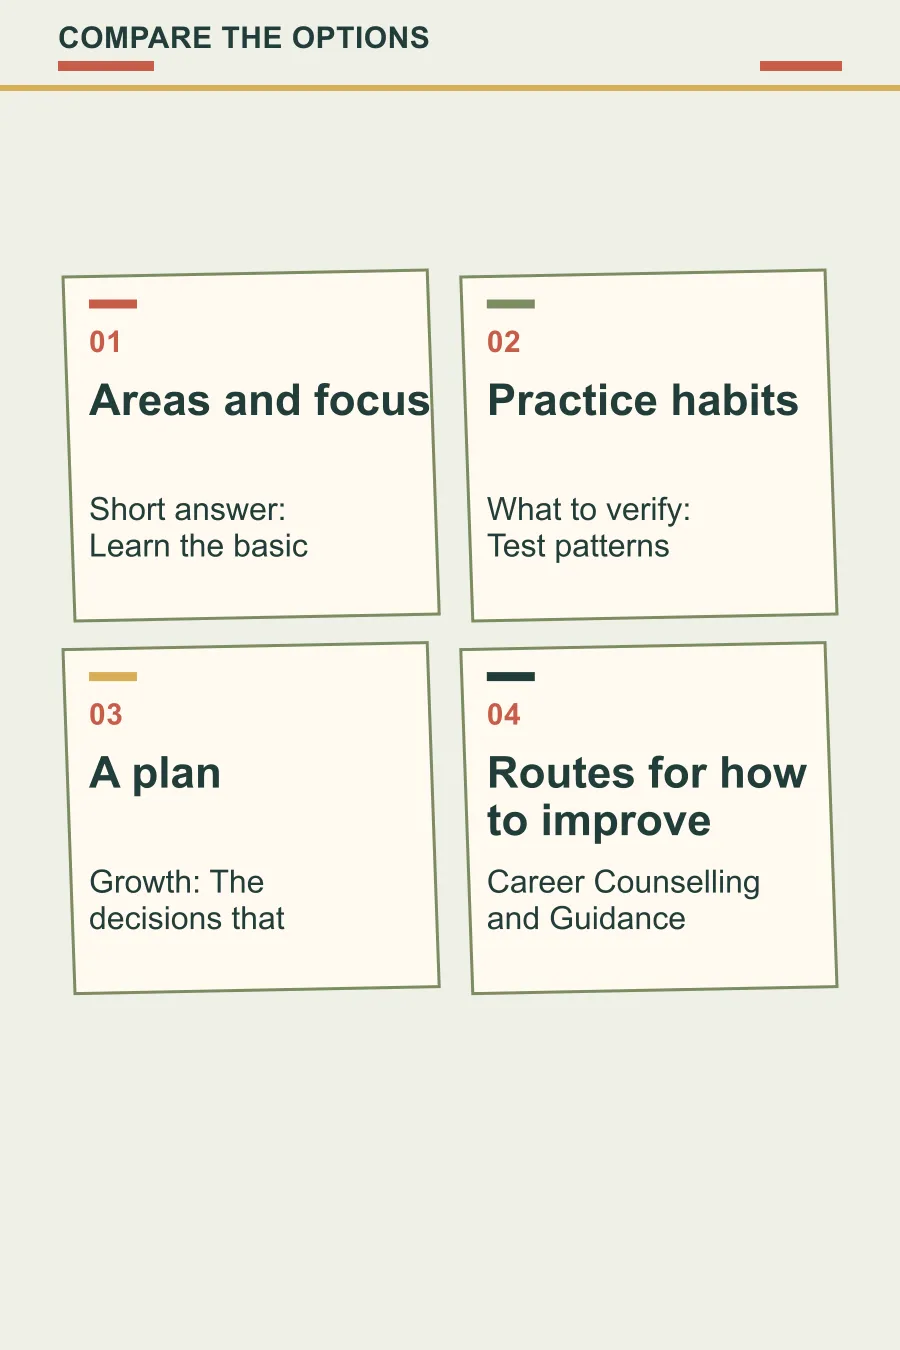 COMPARE THE OPTIONS
01
Areas and focus
Short answer:
Learn the basic
02
Practice habits
What to verify:
Test patterns
03
A plan
Growth: The
decisions that
04
Routes for how
to improve
Career Counselling
and Guidance